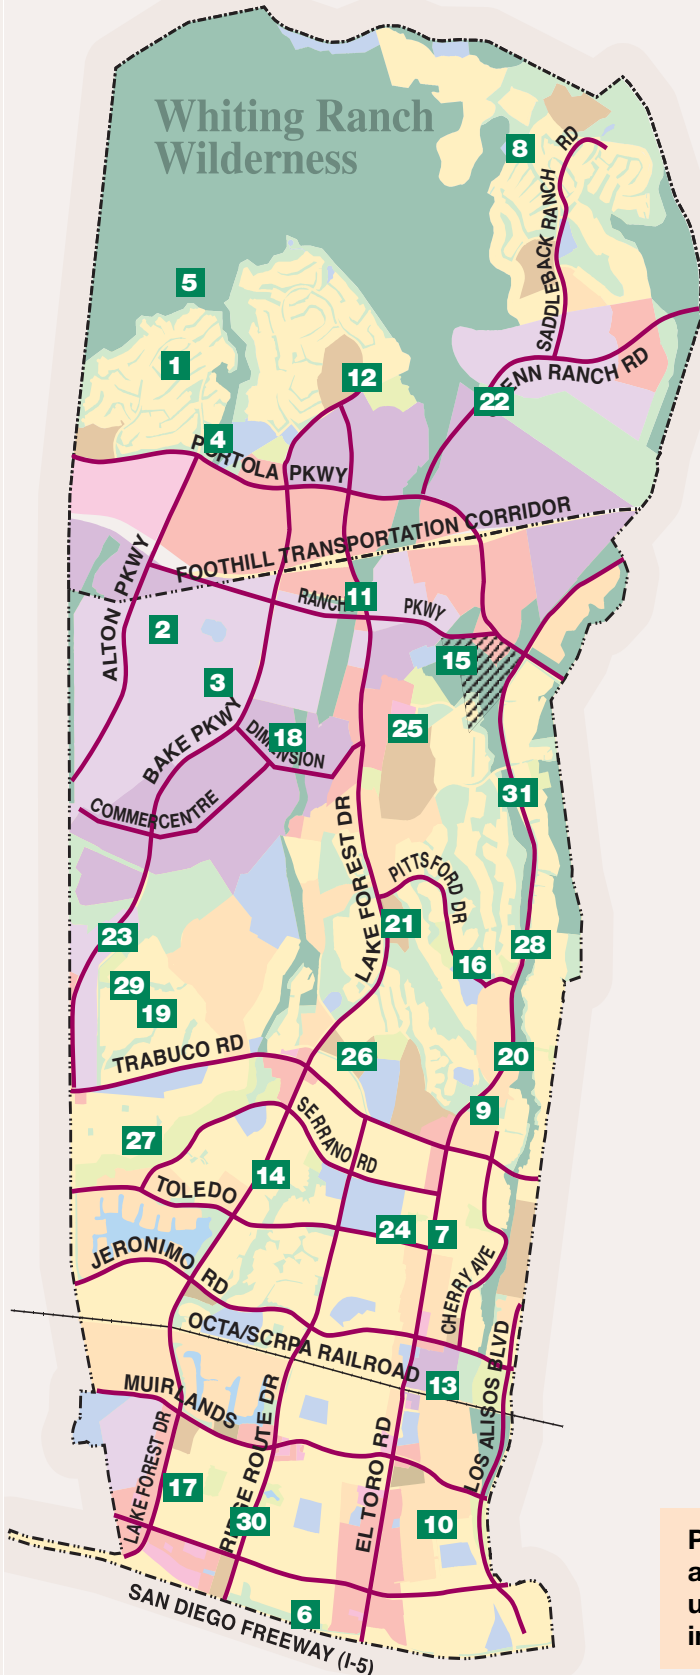 Whiting Ranch
Wilderness
8
SADDLEBACK RANCH RD
5
1
12
ENN RANCH RD
22
4
PORTOLA PKWY
FOOTHILL TRANSPORTATION CORRIDOR
ALTON PKWY
RANCH PKWY
11
2
15
3
BAKE PKWY
DIMENSION
18
25
COMMERCENTRE
31
LAKE FOREST DR
PITTSFORD DR
21
23
28
16
29
19
TRABUCO RD
26
20
9
SERRANO RD
27
14
TOLEDO
24
7
JERONIMO RD
CHERRY AVE
OCTA/SCRPA RAILROAD
13
LOS ALISOS BLVD
MUIRLANDS
LAKE FOREST DR
RIDGE ROUTE DR
EL TORO RD
17
30
10
6
SAN DIEGO FREEWAY (I-5)